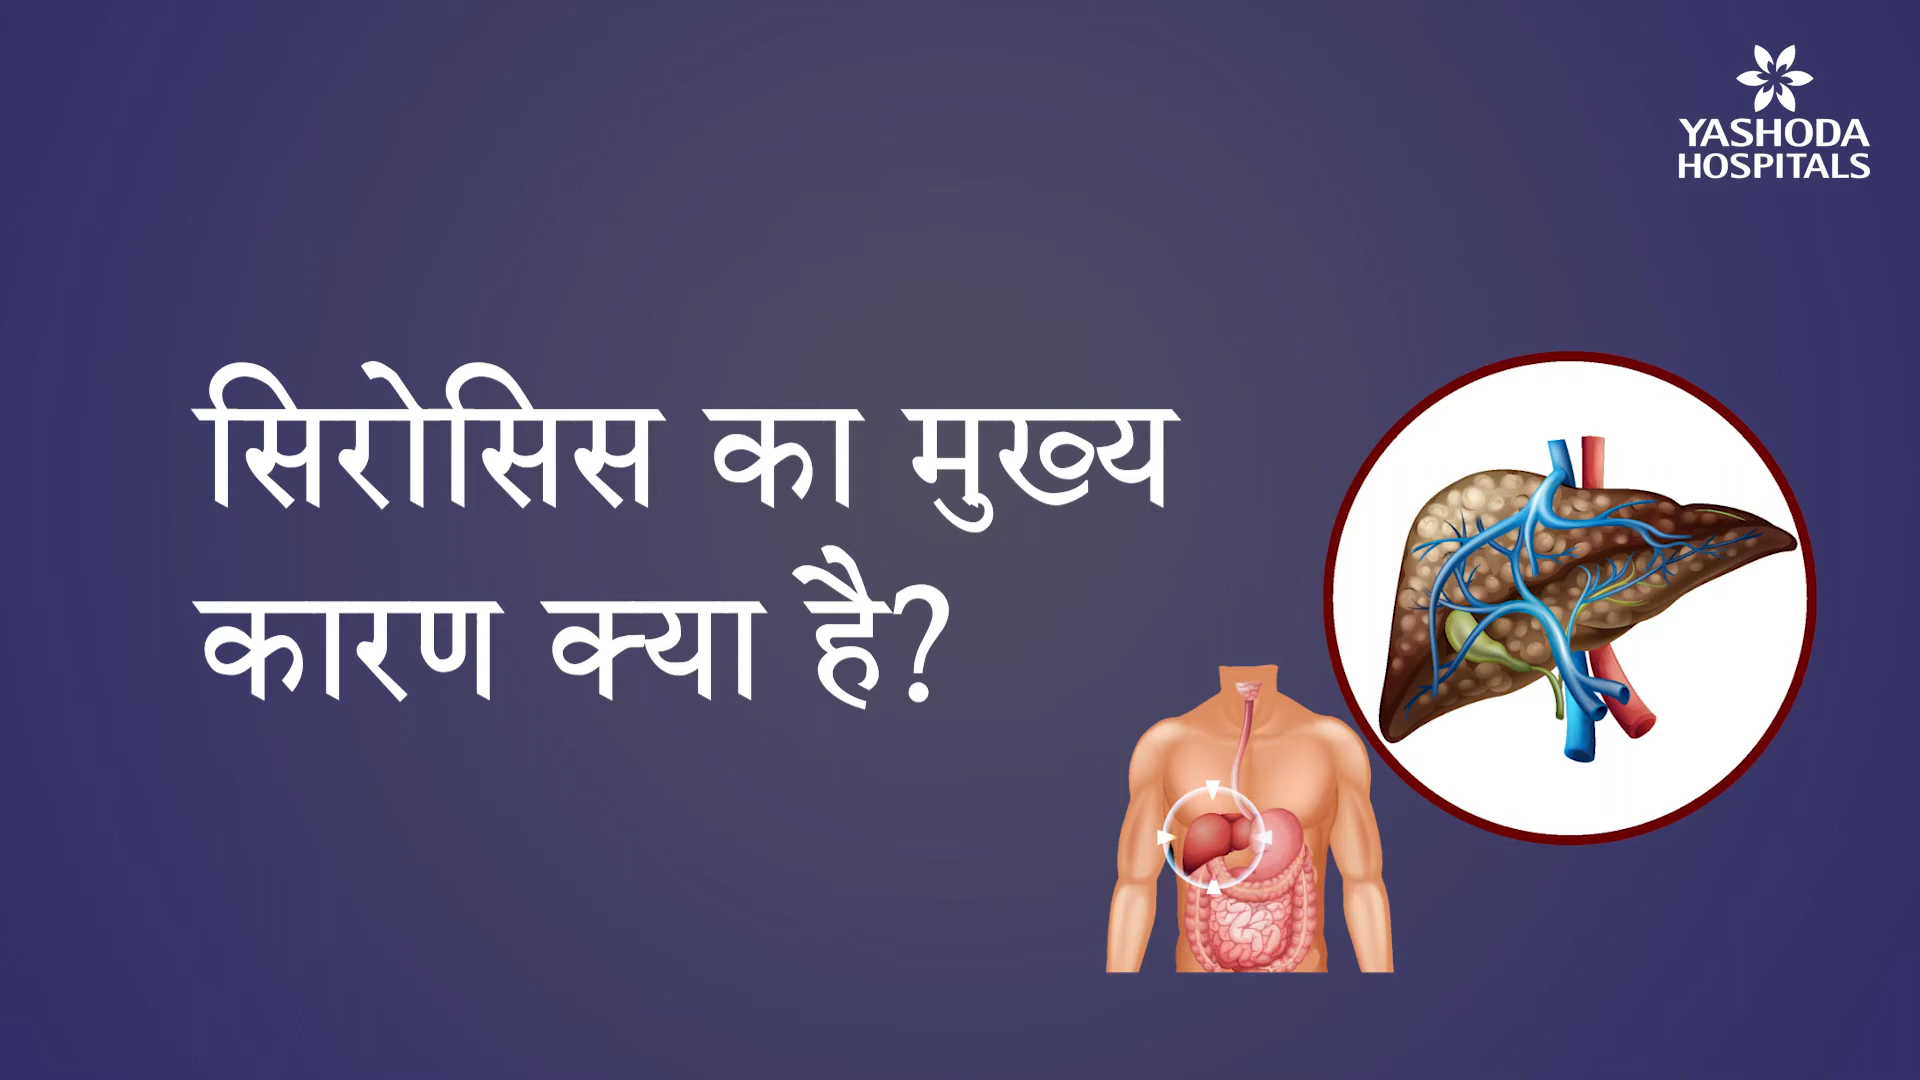 YASHODA
HOSPITALS
सिरोसिस का मुख्य
कारण क्या है?